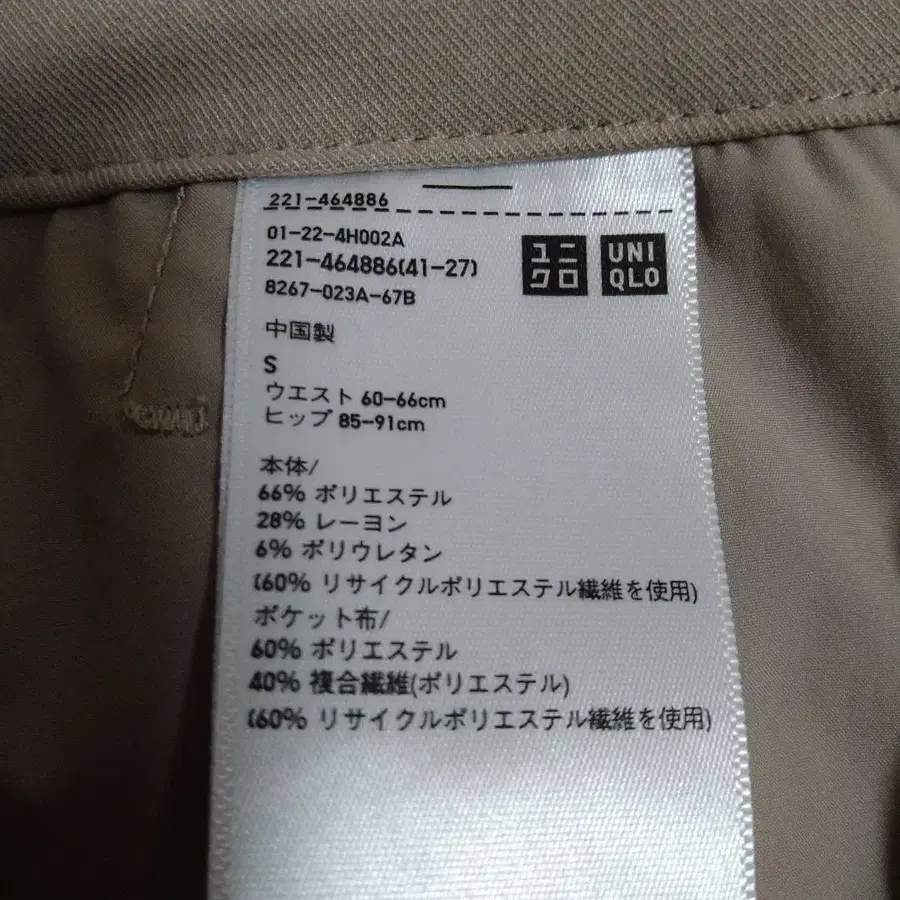 221-464886
01-22-4H002A
221-464886(41-27)
8267-023A-67B
ユニ
クロ
UNI
QLO
中国製
S
ウエスト 60-66cm
ヒップ 85-91cm
本体/
66% ポリエステル
28% レーヨン
6% ポリウレタン
(60% リサイクルポリエステル繊維を使用)
ポケット布/
60% ポリエステル
40% 複合繊維(ポリエステル)
(60% リサイクルポリエステル繊維を使用)